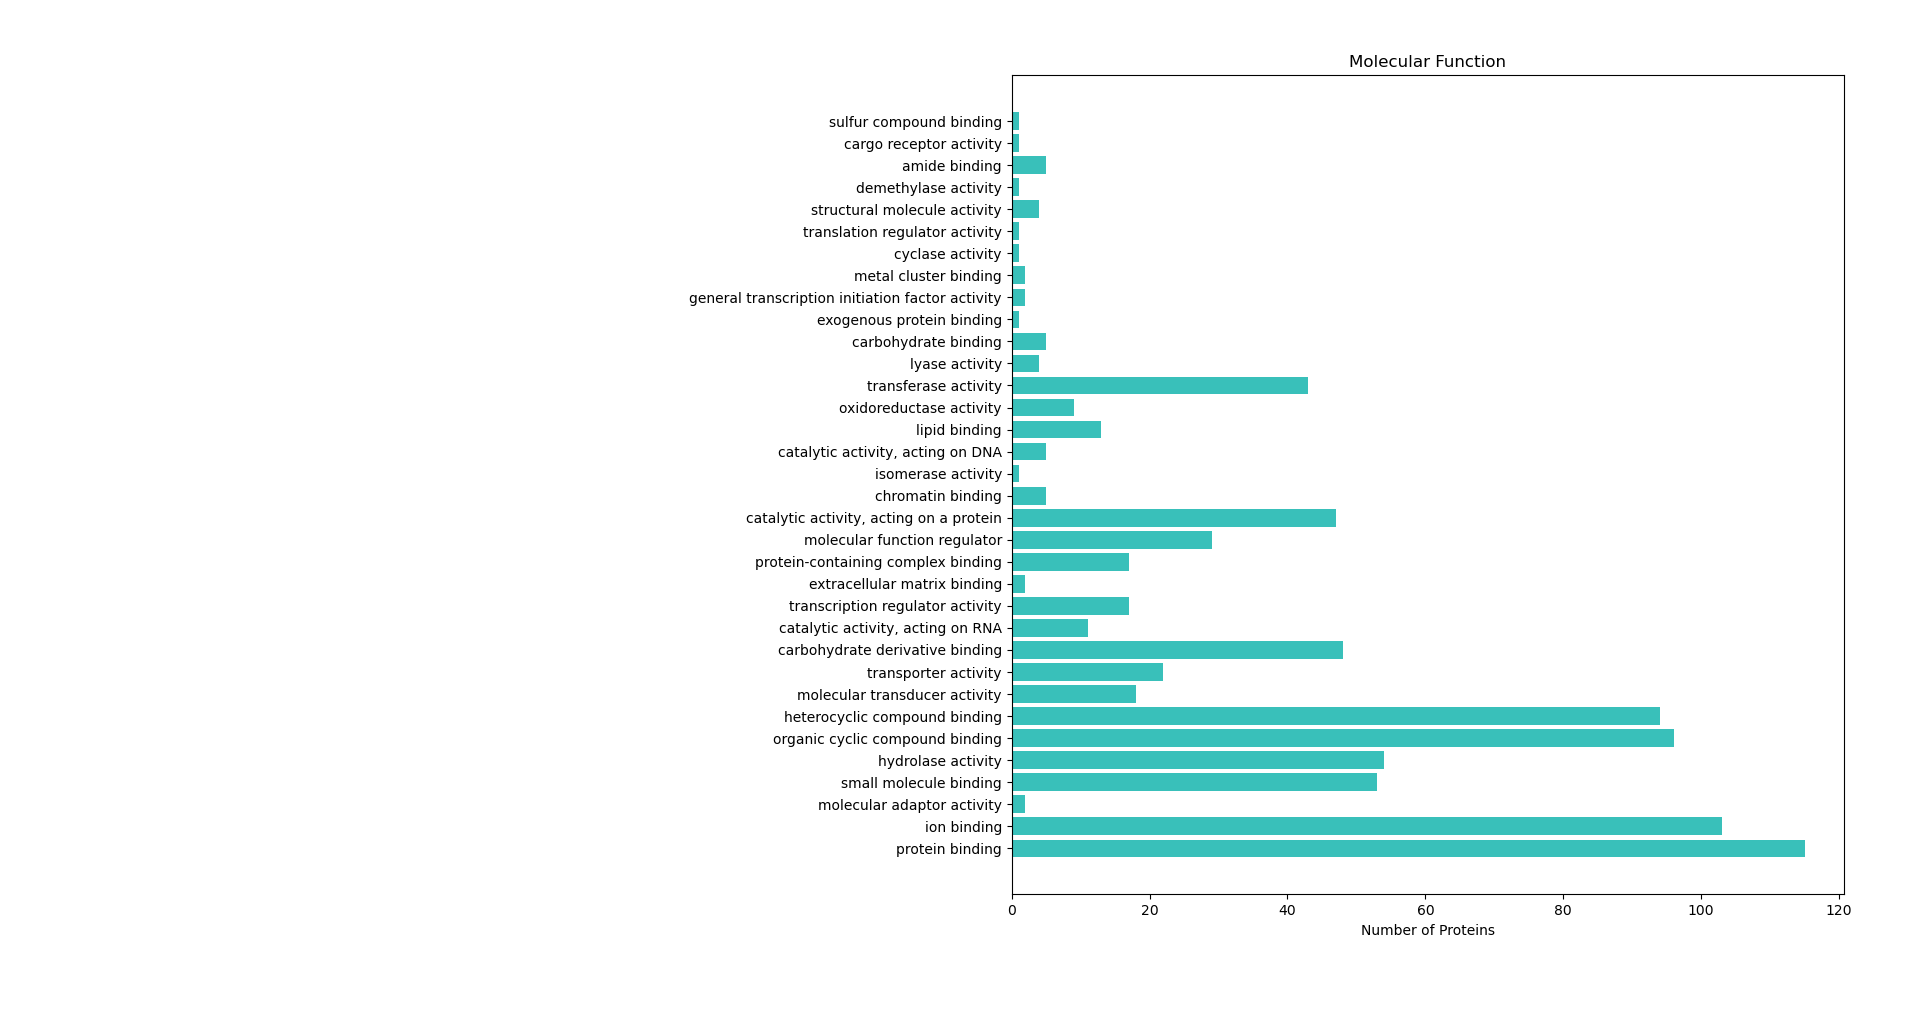 Molecular Function
sulfur compound binding
cargo receptor activity
amide binding
demethylase activity
structural molecule activity
translation regulator activity
cyclase activity
metal cluster binding
general transcription initiation factor activity
exogenous protein binding
carbohydrate binding
lyase activity
transferase activity
oxidoreductase activity
lipid binding
catalytic activity, acting on DNA
isomerase activity
chromatin binding
catalytic activity, acting on a protein
molecular function regulator
protein-containing complex binding
extracellular matrix binding
transcription regulator activity
catalytic activity, acting on RNA
carbohydrate derivative binding
transporter activity
molecular transducer activity
heterocyclic compound binding
organic cyclic compound binding
hydrolase activity
small molecule binding
molecular adaptor activity
ion binding
protein binding
0 20 40 60 80 100 120
Number of Proteins